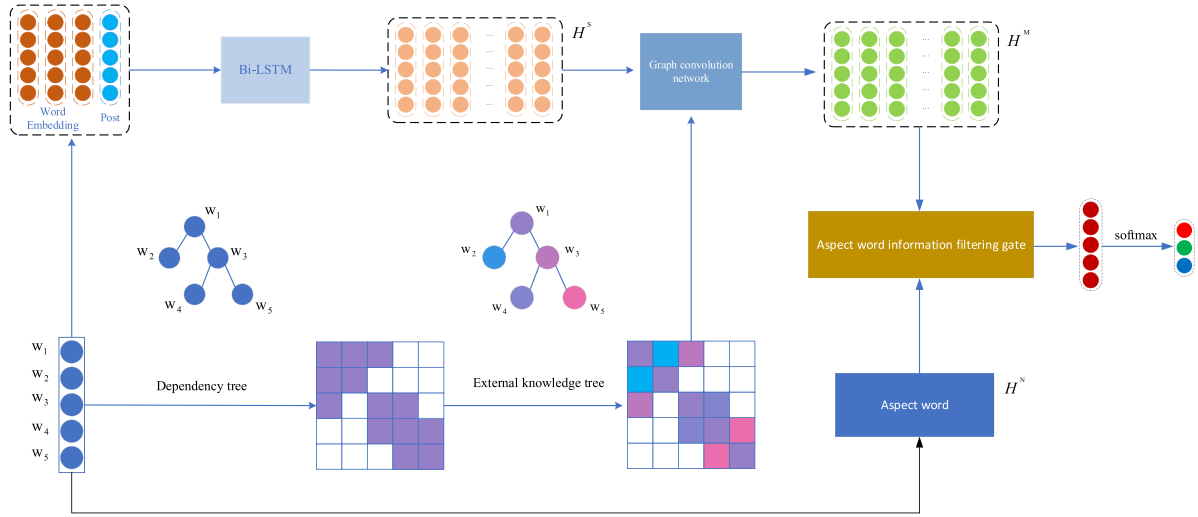 Word
Embedding
Post
Bi-LSTM
...
...
...
...
...
H^S
Graph convolution
network
...
...
...
...
...
H^M
w1
w2
w3
w4
w5
w1
w2
w3
w4
w5
Aspect word information filtering gate
softmax
w1
w2
w3
w4
w5
Dependency tree
External knowledge tree
Aspect word
H^N